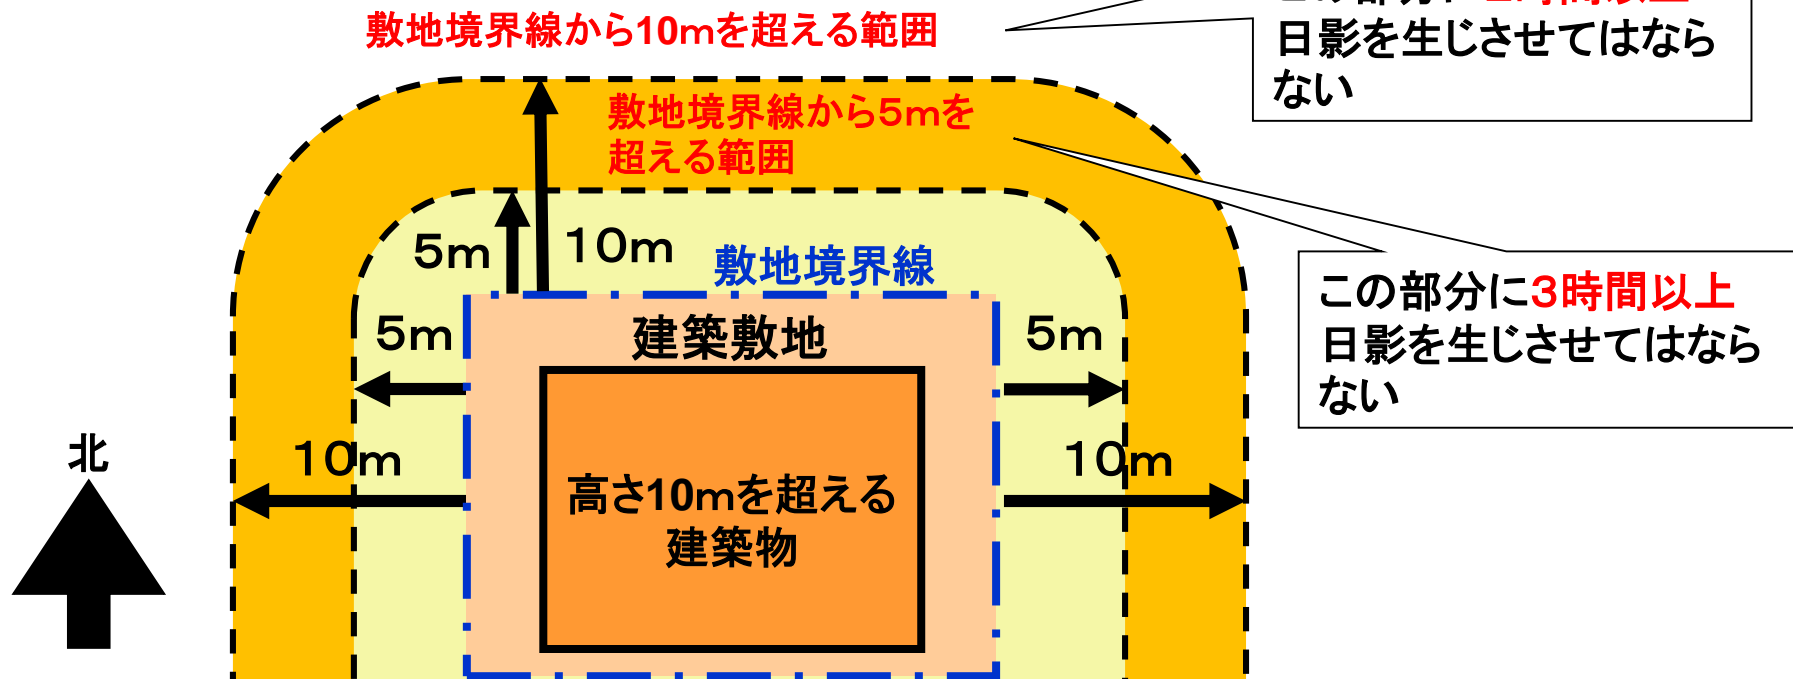 敷地境界線から10mを超える範囲
日影を生じさせてはなら
ない
敷地境界線から5mを
超える範囲
5m
10m
敷地境界線
この部分に3時間以上
日影を生じさせてはなら
ない
5m
建築敷地
5m
北
10m
10m
高さ10mを超える
建築物